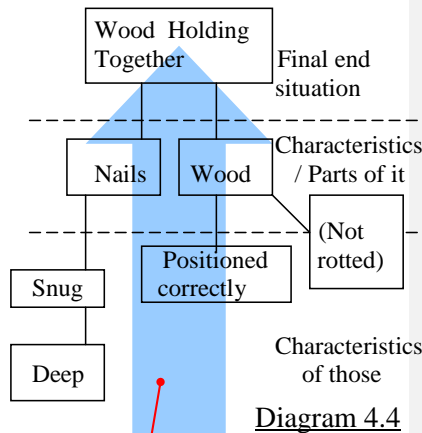 Wood Holding
Together
Final end
situation
Nails
Wood
Characteristics
/ Parts of it
(Not
rotted)
Positioned
correctly
Snug
Deep
Characteristics
of those
Diagram 4.4